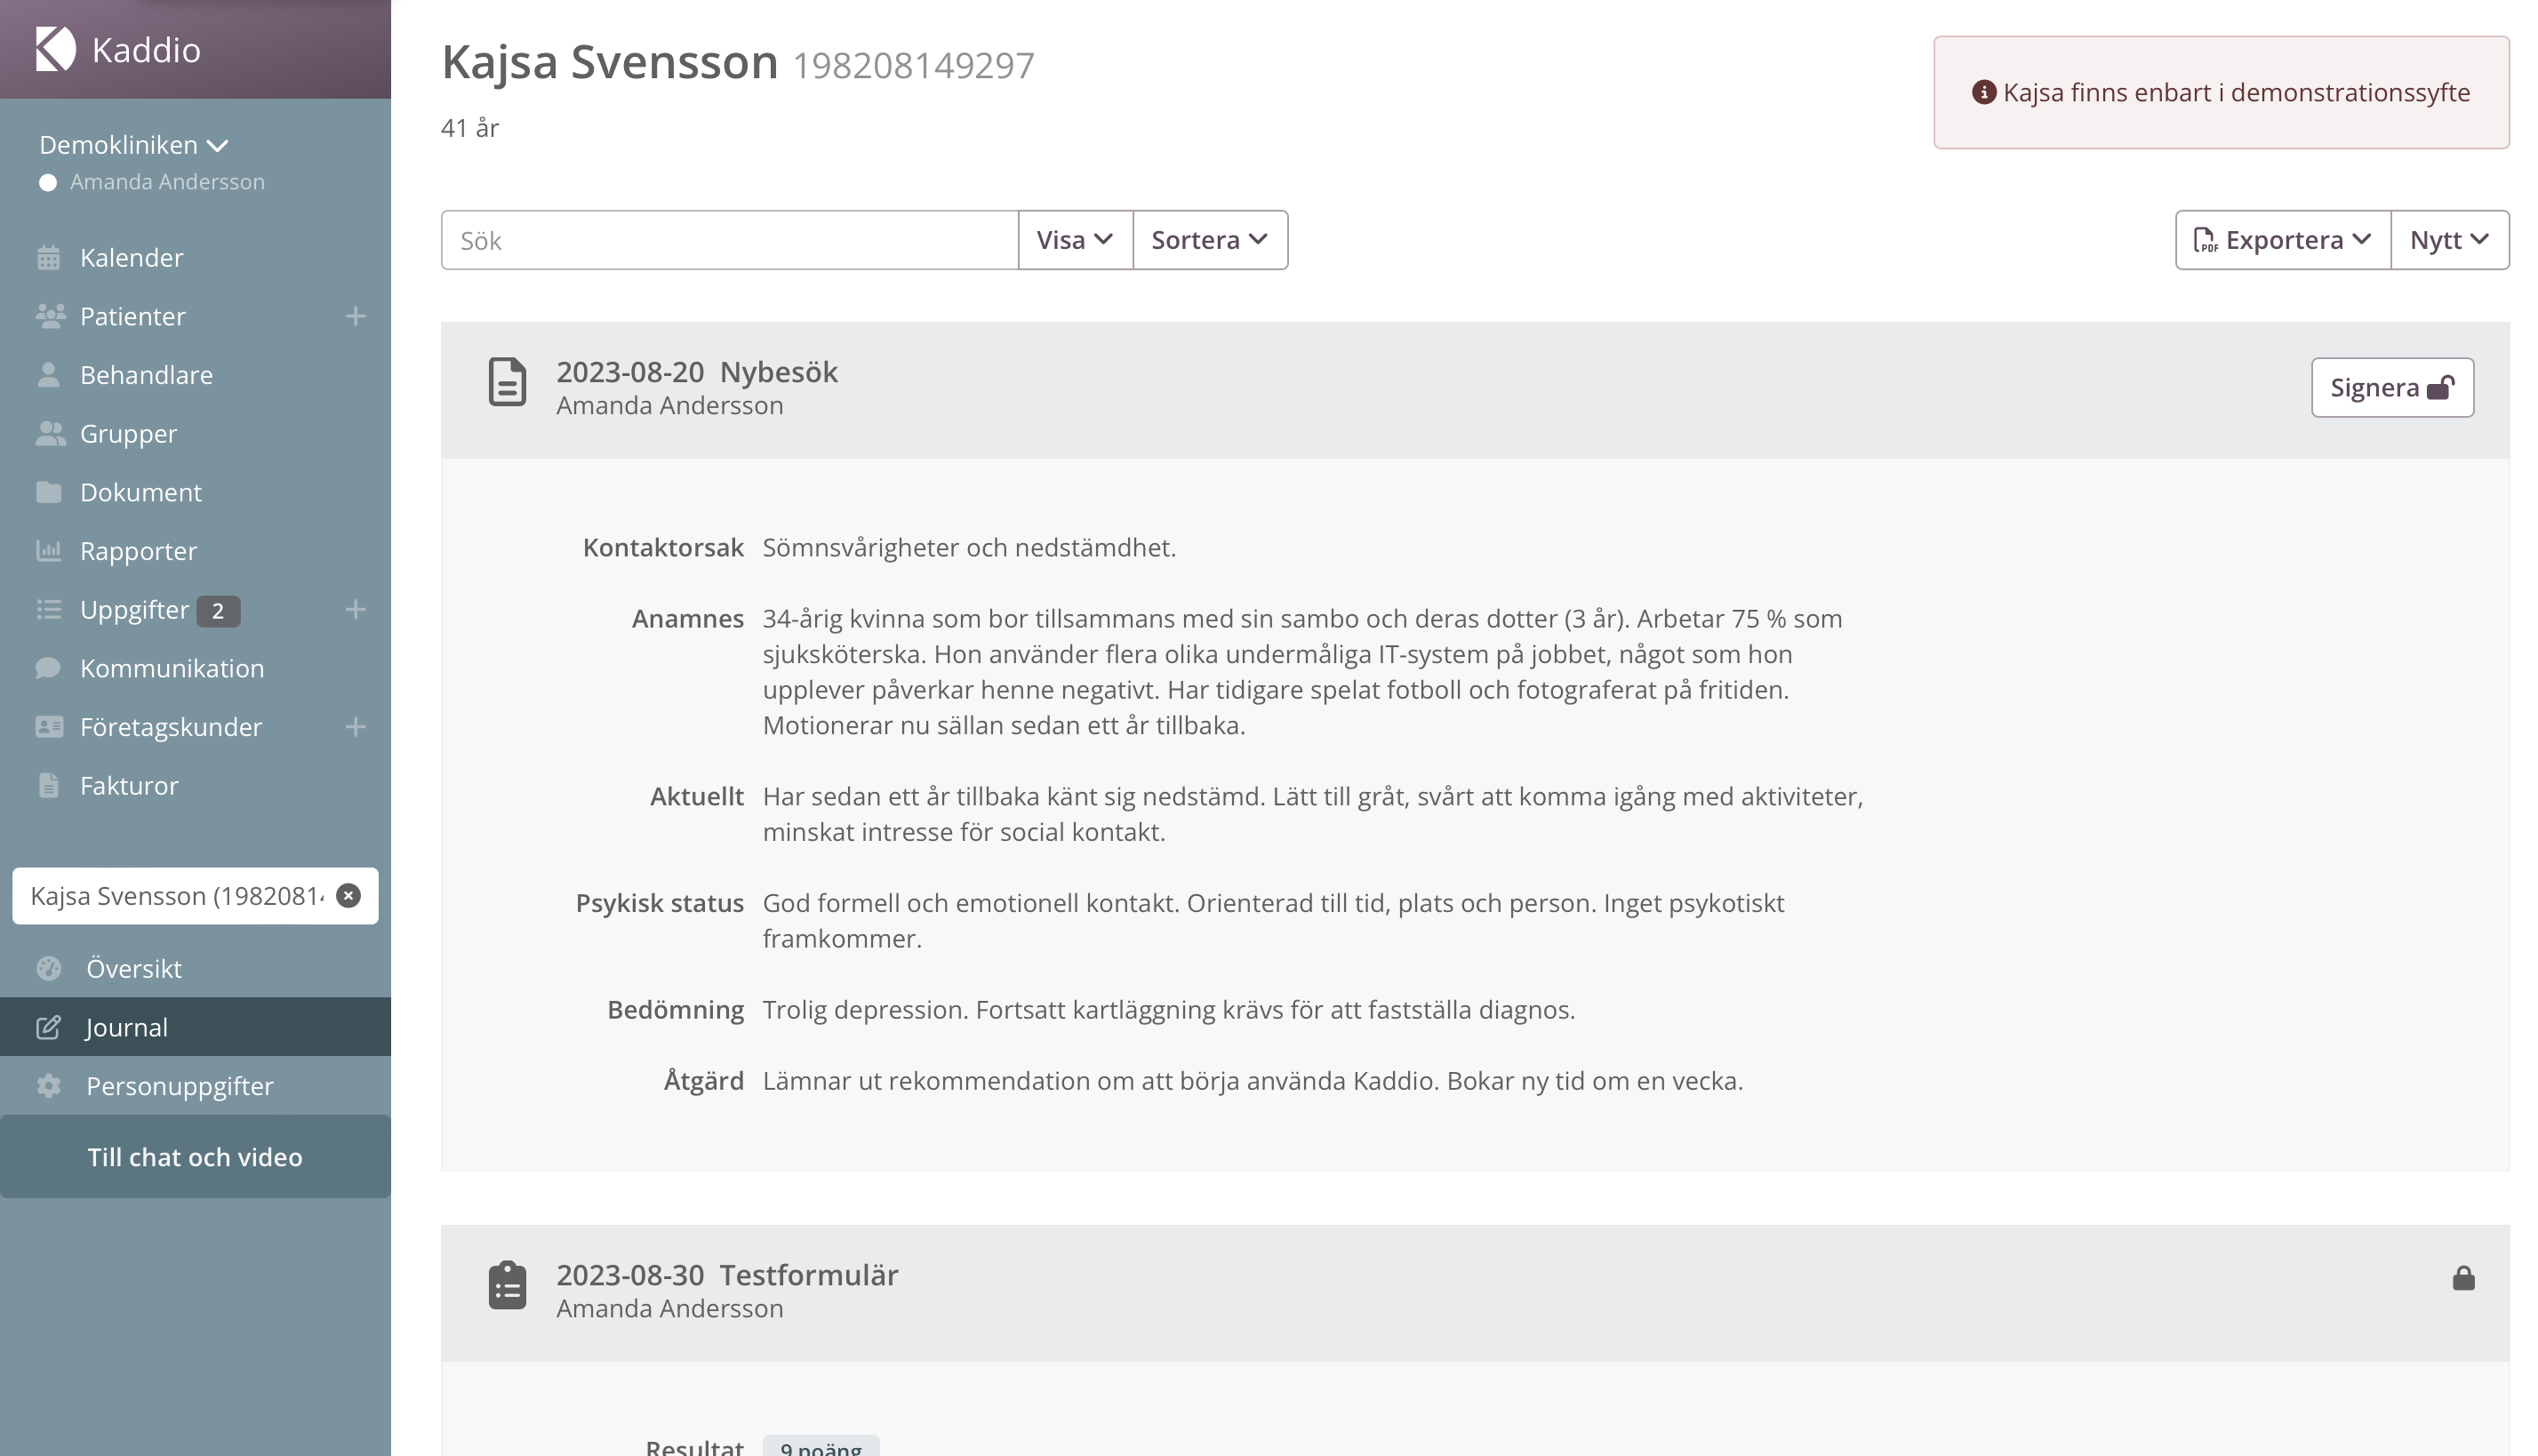 Kaddio
Demokliniken
Amanda Andersson
Kalender
Patienter
Behandlare
Grupper
Dokument
Rapporter
Uppgifter 2
Kommunikation
Företagskunder
Fakturor
Kajsa Svensson (1982081
Översikt
Journal
Personuppgifter
Till chat och video
Kajsa Svensson 198208149297
41 år
Kajsa finns enbart i demonstrationssyfte
Sök Visa Sortera
PDF Exportera Nytt
2023-08-20 Nybesök
Amanda Andersson
Signera
Kontaktorsak Sömnsvårigheter och nedstämdhet.
Anamnes 34-årig kvinna som bor tillsammans med sin sambo och deras dotter (3 år). Arbetar 75 % som
sjuksköterska. Hon använder flera olika undermåliga IT-system på jobbet, något som hon
upplever påverkar henne negativt. Har tidigare spelat fotboll och fotograferat på fritiden.
Motionerar nu sällan sedan ett år tillbaka.
Aktuellt Har sedan ett år tillbaka känt sig nedstämd. Lätt till gråt, svårt att komma igång med aktiviteter,
minskat intresse för social kontakt.
Psykisk status God formell och emotionell kontakt. Orienterad till tid, plats och person. Inget psykotiskt
framkommer.
Bedömning Trolig depression. Fortsatt kartläggning krävs för att fastställa diagnos.
Åtgärd Lämnar ut rekommendation om att börja använda Kaddio. Bokar ny tid om en vecka.
2023-08-30 Testformulär
Amanda Andersson
Resultat 9 poäng